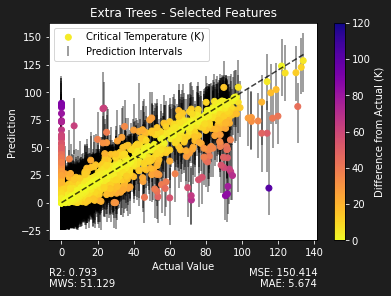 Extra Trees - Selected Features
Critical Temperature (K)
Prediction Intervals
Prediction
150
125
100
75
50
25
0
−25
0
20
40
60
80
100
120
140
Actual Value
120
100
80
60
40
20
0
Difference from Actual (K)
R2: 0.793
MWS: 51.129
MSE: 150.414
MAE: 5.674